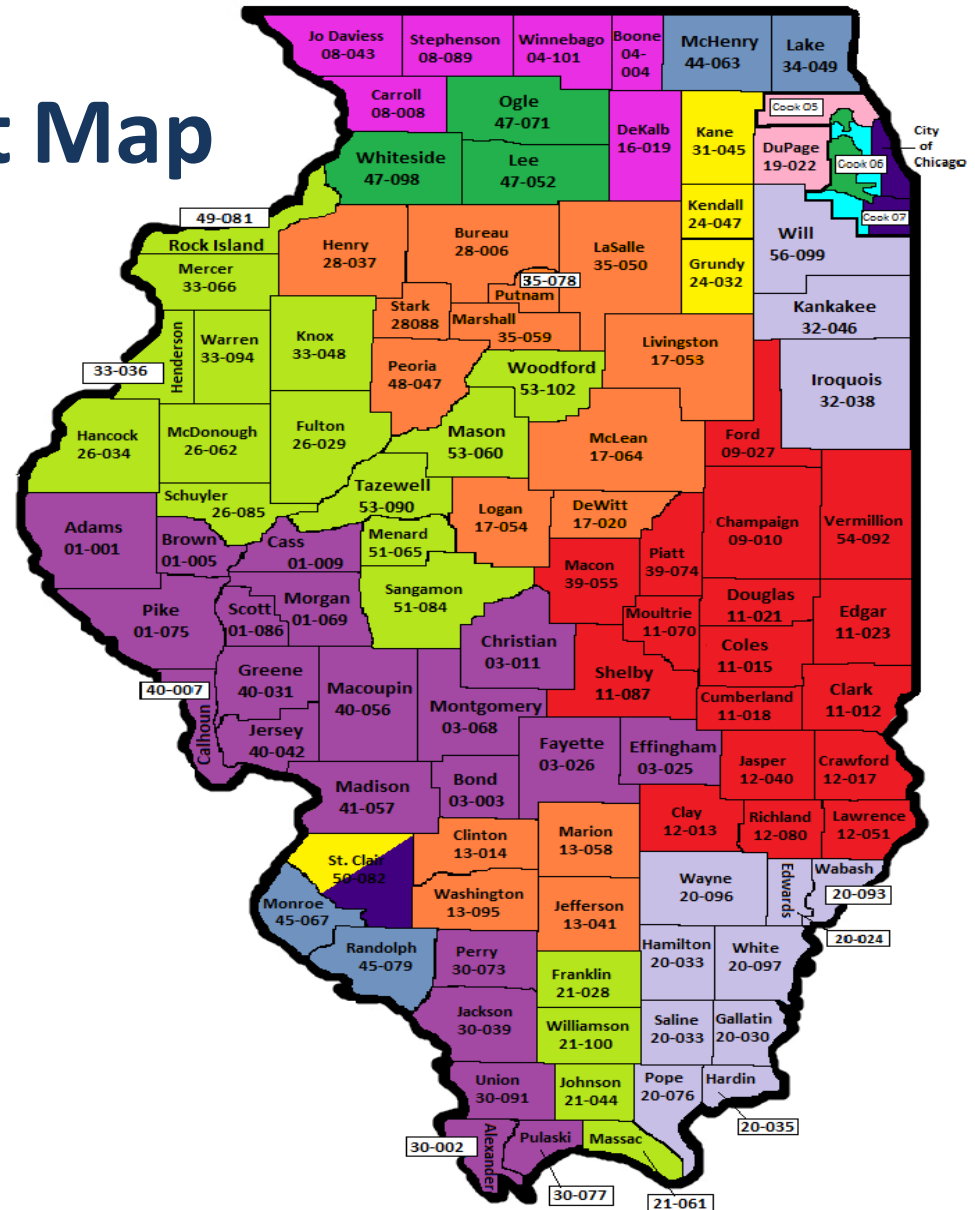 t Map
Jo Daviess
08-043
Stephenson
08-089
Winnebago
04-101
Boone
04-
004
McHenry
44-063
Lake
34-049
Carroll
08-008
Ogle
47-071
DeKalb
16-019
Kane
31-045
Cook 05
DuPage
19-022
Cook 06
Cook 07
City
of
Chicago
Whiteside
47-098
Lee
47-052
Kendall
24-047
Will
56-099
49-081
Rock Island
Henry
28-037
Bureau
28-006
LaSalle
35-050
Grundy
24-032
Mercer
33-066
35-078
Putnam
Kankakee
32-046
Stark
28088
Marshall
35-059
Henderson
33-036
Warren
33-094
Knox
33-048
Peoria
48-047
Woodford
53-102
Livingston
17-053
Iroquois
32-038
Hancock
26-034
McDonough
26-062
Fulton
26-029
Mason
53-060
McLean
17-064
Ford
09-027
Schuyler
26-085
Tazewell
53-090
Logan
17-054
DeWitt
17-020
Champaign
09-010
Vermillion
54-092
Adams
01-001
Brown
01-005
Cass
01-009
Menard
51-065
Macon
39-055
Piatt
39-074
Pike
01-075
Scott
01-086
Morgan
01-069
Sangamon
51-084
Moultrie
11-070
Douglas
11-021
Edgar
11-023
Christian
03-011
Coles
11-015
Shelby
11-087
40-007
Calhoun
Greene
40-031
Macoupin
40-056
Montgomery
03-068
Cumberland
11-018
Clark
11-012
Jersey
40-042
Fayette
03-026
Effingham
03-025
Jasper
12-040
Crawford
12-017
Madison
41-057
Bond
03-003
Clay
12-013
Richland
12-080
Lawrence
12-051
St. Clair
50-082
Clinton
13-014
Marion
13-058
Wayne
20-096
Edwards
20-024
Wabash
20-093
Monroe
45-067
Washington
13-095
Jefferson
13-041
Randolph
45-079
Perry
30-073
Hamilton
20-033
White
20-097
Franklin
21-028
Jackson
30-039
Williamson
21-100
Saline
20-033
Gallatin
20-030
Union
30-091
Johnson
21-044
Pope
20-076
Hardin
20-035
30-002
Alexander
Pulaski
30-077
Massac
21-061